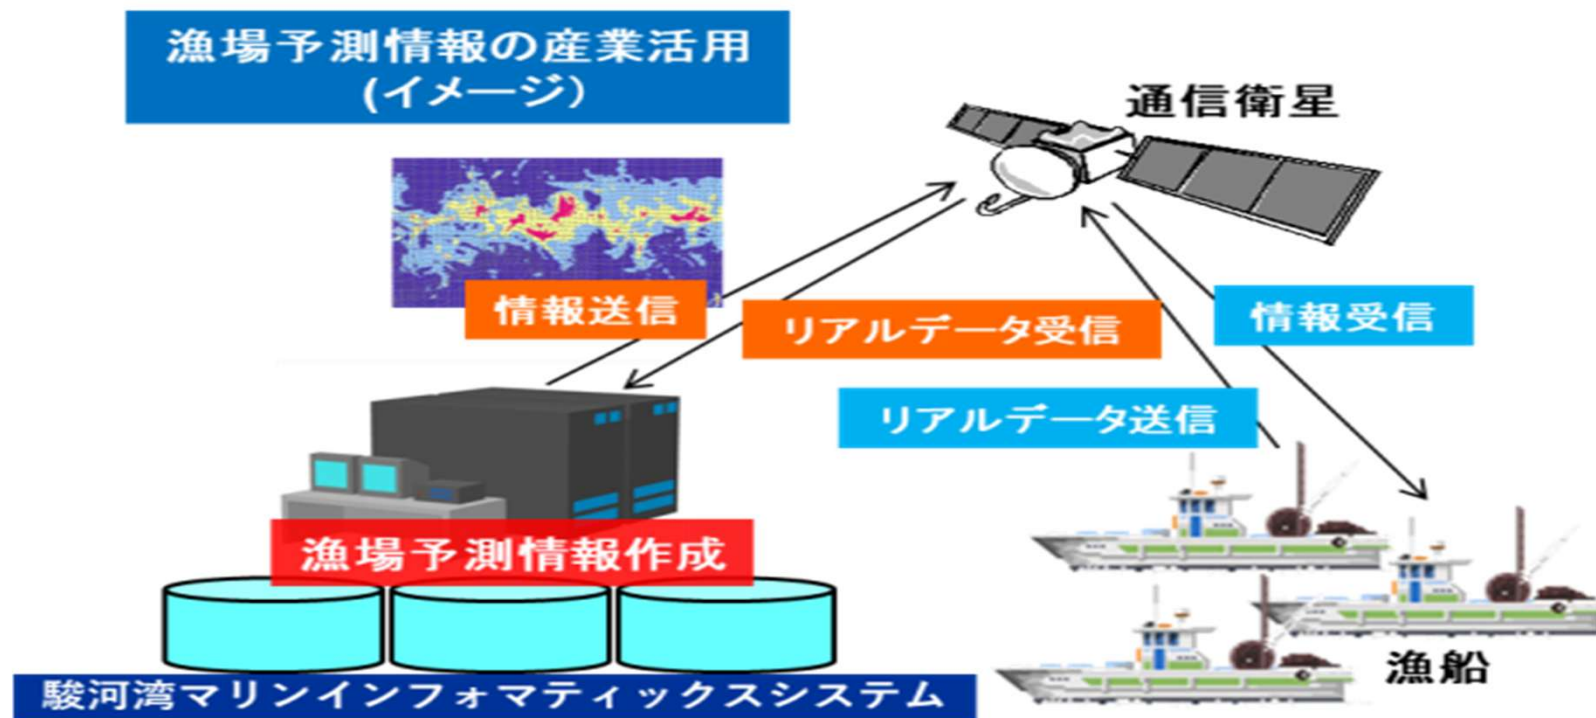 漁場予測情報の産業活用
(イメージ）
通信衛星
情報送信
リアルデータ受信
情報受信
リアルデータ送信
漁場予測情報作成
漁船
駿河湾マリンインフォマティックスシステム